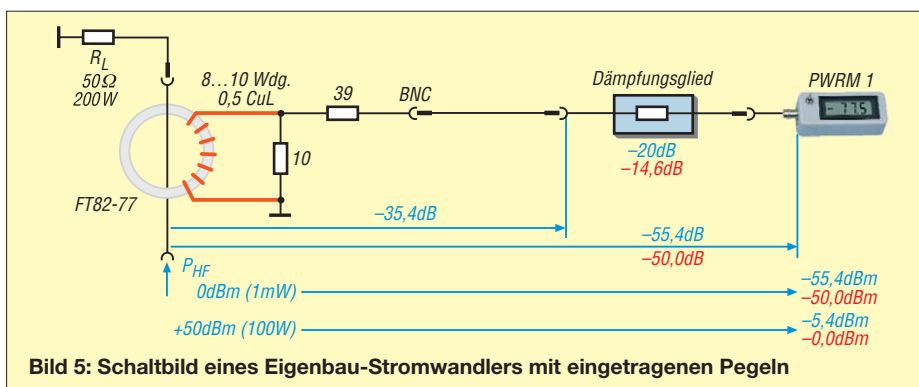 R_L
50Ω
200W
8…10 Wdg.
0,5 CuL
39
BNC
Dämpfungsglied
PWRM 1
-77.5
10
FT82-77
–20dB
–14,6dB
–35,4dB
–55,4dB
–50,0dB
P_HF
0dBm (1mW)
–55,4dBm
–50,0dBm
+50dBm (100W)
–5,4dBm
–0,0dBm
Bild 5: Schaltbild eines Eigenbau-Stromwandlers mit eingetragenen Pegeln